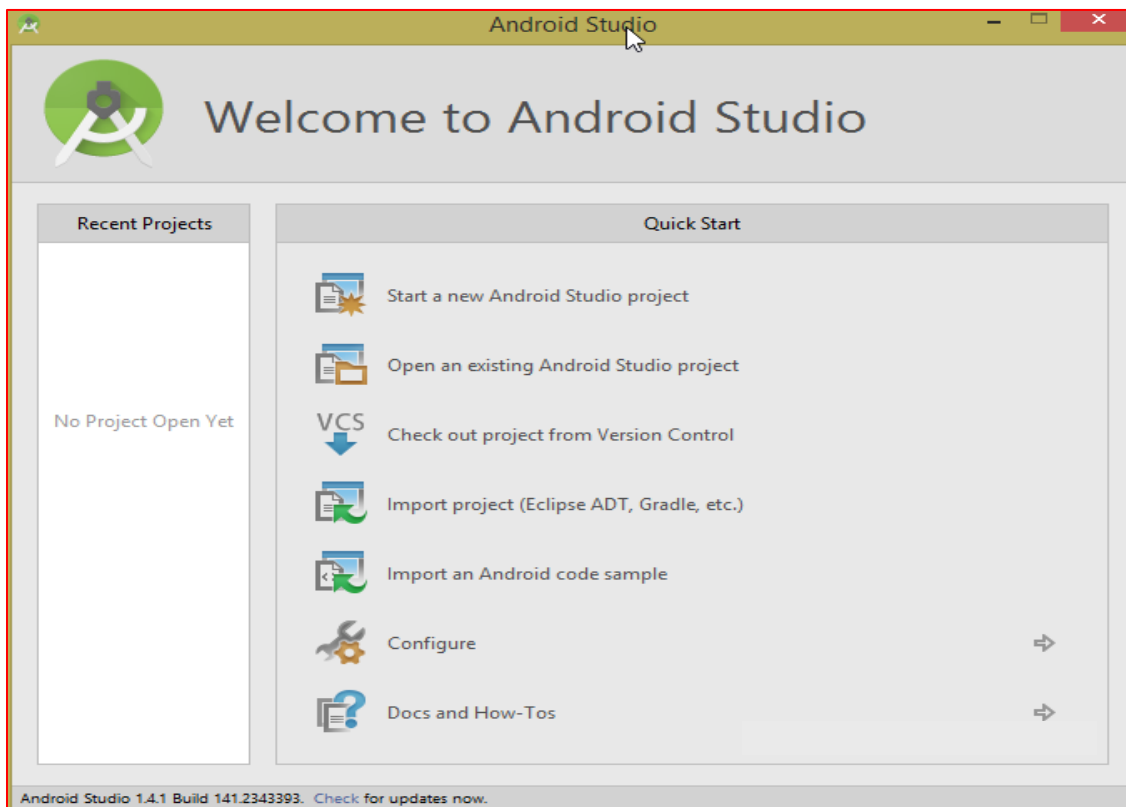 Android Studio
Welcome to Android Studio
Recent Projects
No Project Open Yet
Quick Start
Start a new Android Studio project
Open an existing Android Studio project
VCS
Check out project from Version Control
Import project (Eclipse ADT, Gradle, etc.)
Import an Android code sample
Configure
Docs and How-Tos
Android Studio 1.4.1 Build 141.2343393. Check for updates now.